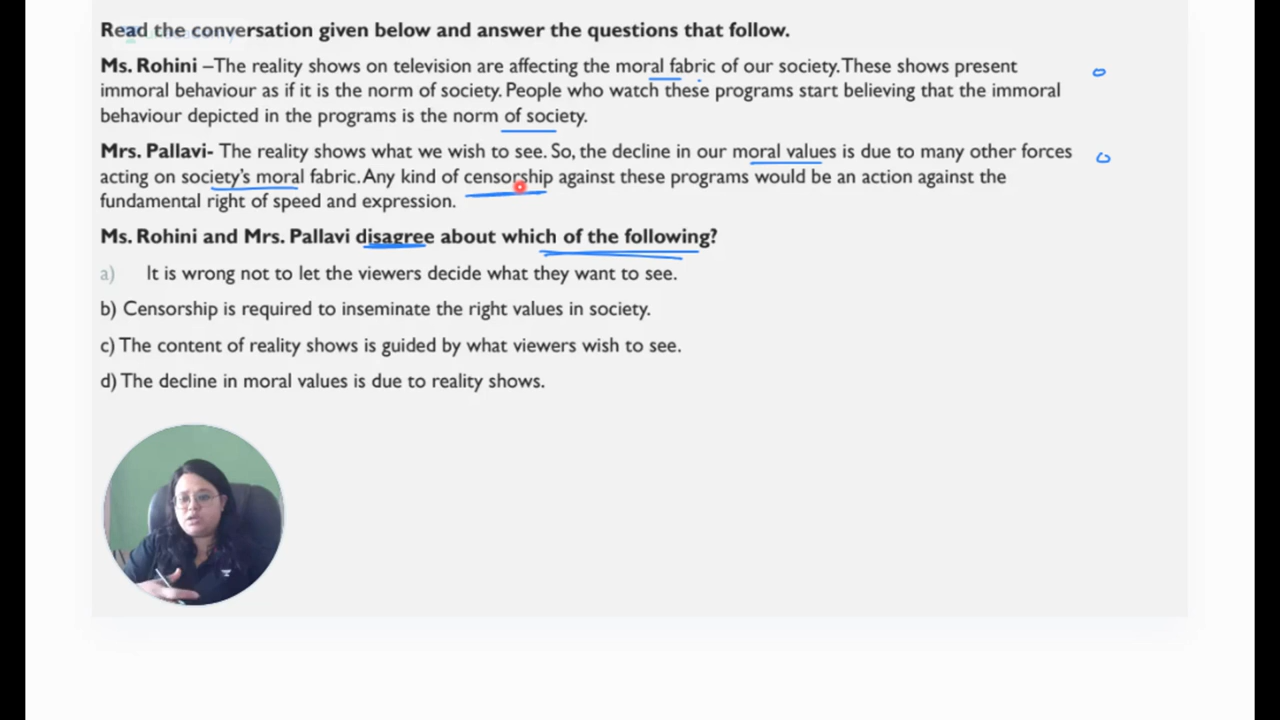 Read the conversation given below and answer the questions that follow.
Ms. Rohini –The reality shows on television are affecting the moral fabric of our society. These shows present
immoral behaviour as if it is the norm of society. People who watch these programs start believing that the immoral
behaviour depicted in the programs is the norm of society.
Mrs. Pallavi- The reality shows what we wish to see. So, the decline in our moral values is due to many other forces
acting on society's moral fabric. Any kind of censorship against these programs would be an action against the
fundamental right of speed and expression.
Ms. Rohini and Mrs. Pallavi disagree about which of the following?
a) It is wrong not to let the viewers decide what they want to see.
b) Censorship is required to inseminate the right values in society.
c) The content of reality shows is guided by what viewers wish to see.
d) The decline in moral values is due to reality shows.